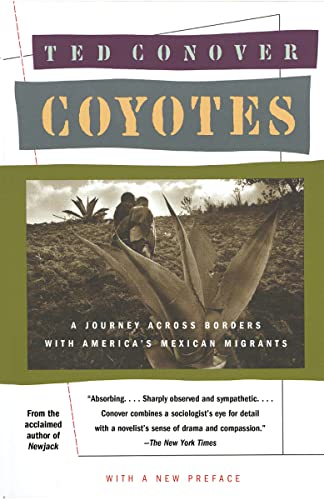 TED CONOVER
COYOTES
A JOURNEY ACROSS BORDERS
WITH AMERICA'S MEXICAN MIGRANTS
From the
acclaimed
author of
Newjack
"Absorbing. . . . Sharply observed and sympathetic. . . .
Conover combines a sociologist's eye for detail
with a novelist's sense of drama and compassion."
—The New York Times
WITH A NEW PREFACE